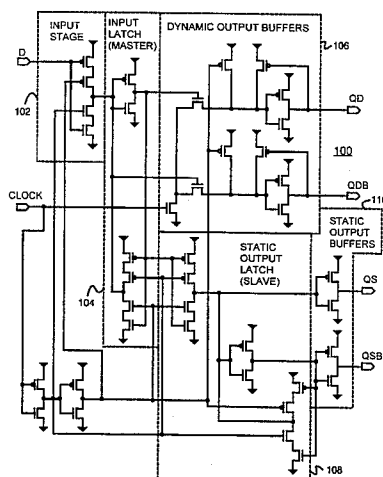 INPUT
STAGE
INPUT
LATCH
(MASTER)
DYNAMIC OUTPUT BUFFERS
D
102
106
QD
100
QDB
CLOCK
110
STATIC
OUTPUT
BUFFERS
STATIC
OUTPUT
LATCH
(SLAVE)
104
QS
QSB
108